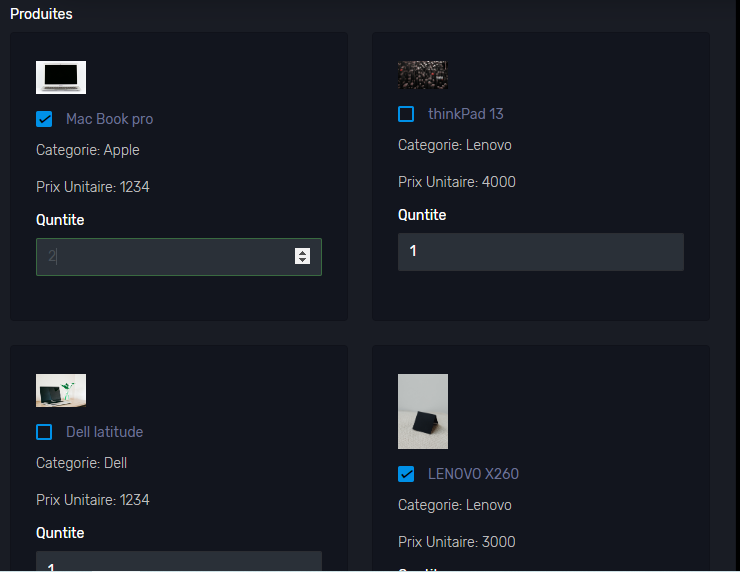 Produites
Mac Book pro
Categorie: Apple
Prix Unitaire: 1234
Quntite
2
thinkPad 13
Categorie: Lenovo
Prix Unitaire: 4000
Quntite
1
Dell latitude
Categorie: Dell
Prix Unitaire: 1234
Quntite
1
LENOVO X260
Categorie: Lenovo
Prix Unitaire: 3000